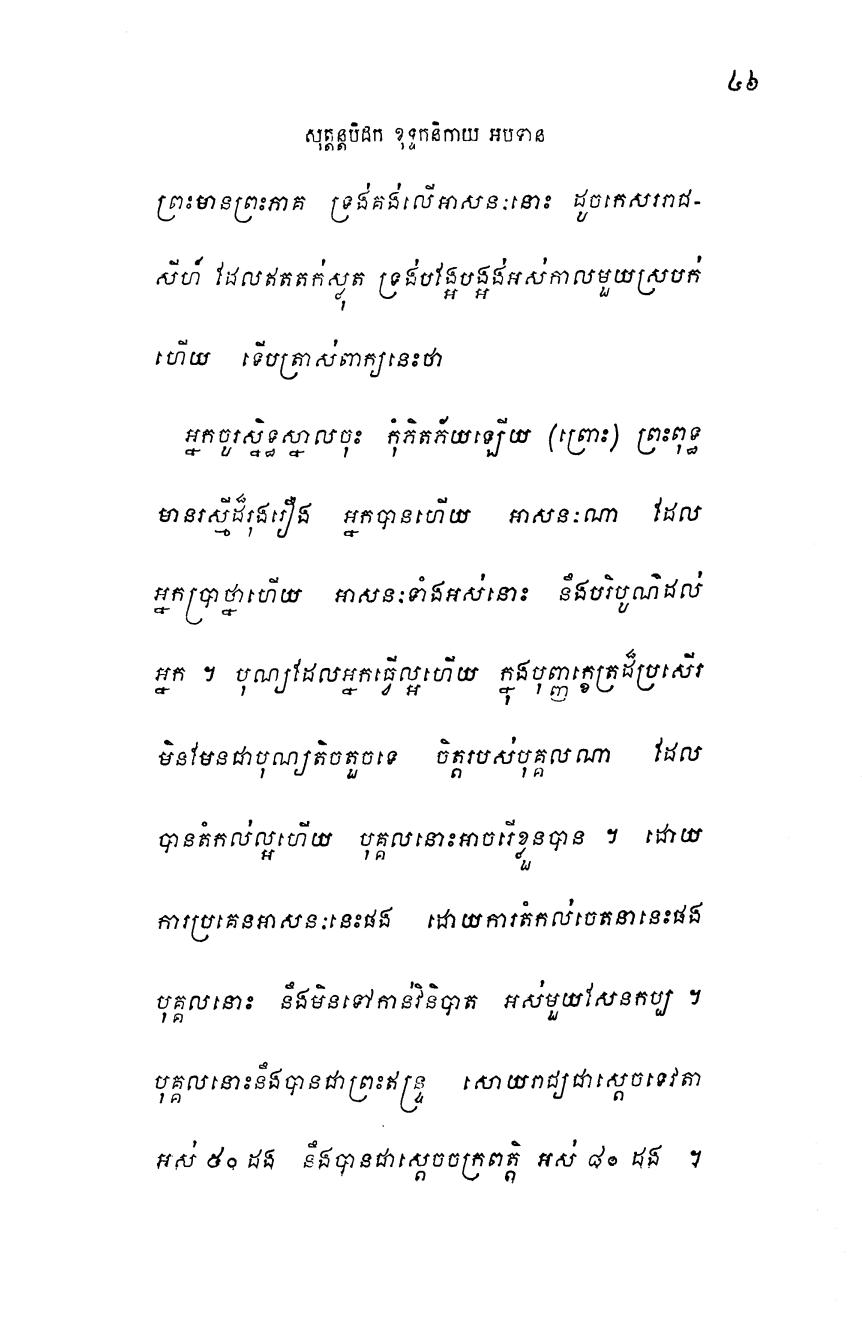 ៤៦
សុត្តន្តបិដក ខុទ្ទកនិកាយ អបទាន
ព្រះមានព្រះភាគ ទ្រង់គង់លើអាសនៈនោះ ដូចកេសររាជ-
សីហ៍ ដែលឥតតក់ស្លុត ទ្រង់បង្អែបង្អង់អស់កាលមួយស្របក់
ហើយ ទើបត្រាស់ពាក្យនេះថា
អ្នកចូរស្និទ្ធស្នាលចុះ កុំភិតភ័យឡើយ (ព្រោះ) ព្រះពុទ្ធ
មានរស្មីដ៏រុងរឿង អ្នកបានហើយ អាសនៈណា ដែល
អ្នកប្រាថ្នាហើយ អាសនៈទាំងអស់នោះ នឹងបរិបូណ៌ដល់
អ្នក ។ បុណ្យដែលអ្នកធ្វើល្អហើយ ក្នុងបុញ្ញក្ខេត្រដ៏ប្រសើរ
មិនមែនជាបុណ្យតិចតួចទេ ចិត្តរបស់បុគ្គលណា ដែល
បានតំកល់ល្អហើយ បុគ្គលនោះអាចរើខ្លួនបាន ។ ដោយ
ការប្រគេនអាសនៈនេះផង ដោយការតំកល់ចេតនានេះផង
បុគ្គលនោះ នឹងមិនទៅកាន់វិនិបាត អស់មួយសែនកប្ប ។
បុគ្គលនោះនឹងបានជាព្រះឥន្ទ្រ សោយរាជ្យជាស្តេចទេវតា
អស់ ៥០ ដង នឹងបានជាស្តេចចក្រពត្តិ អស់ ៨០ ដង ។